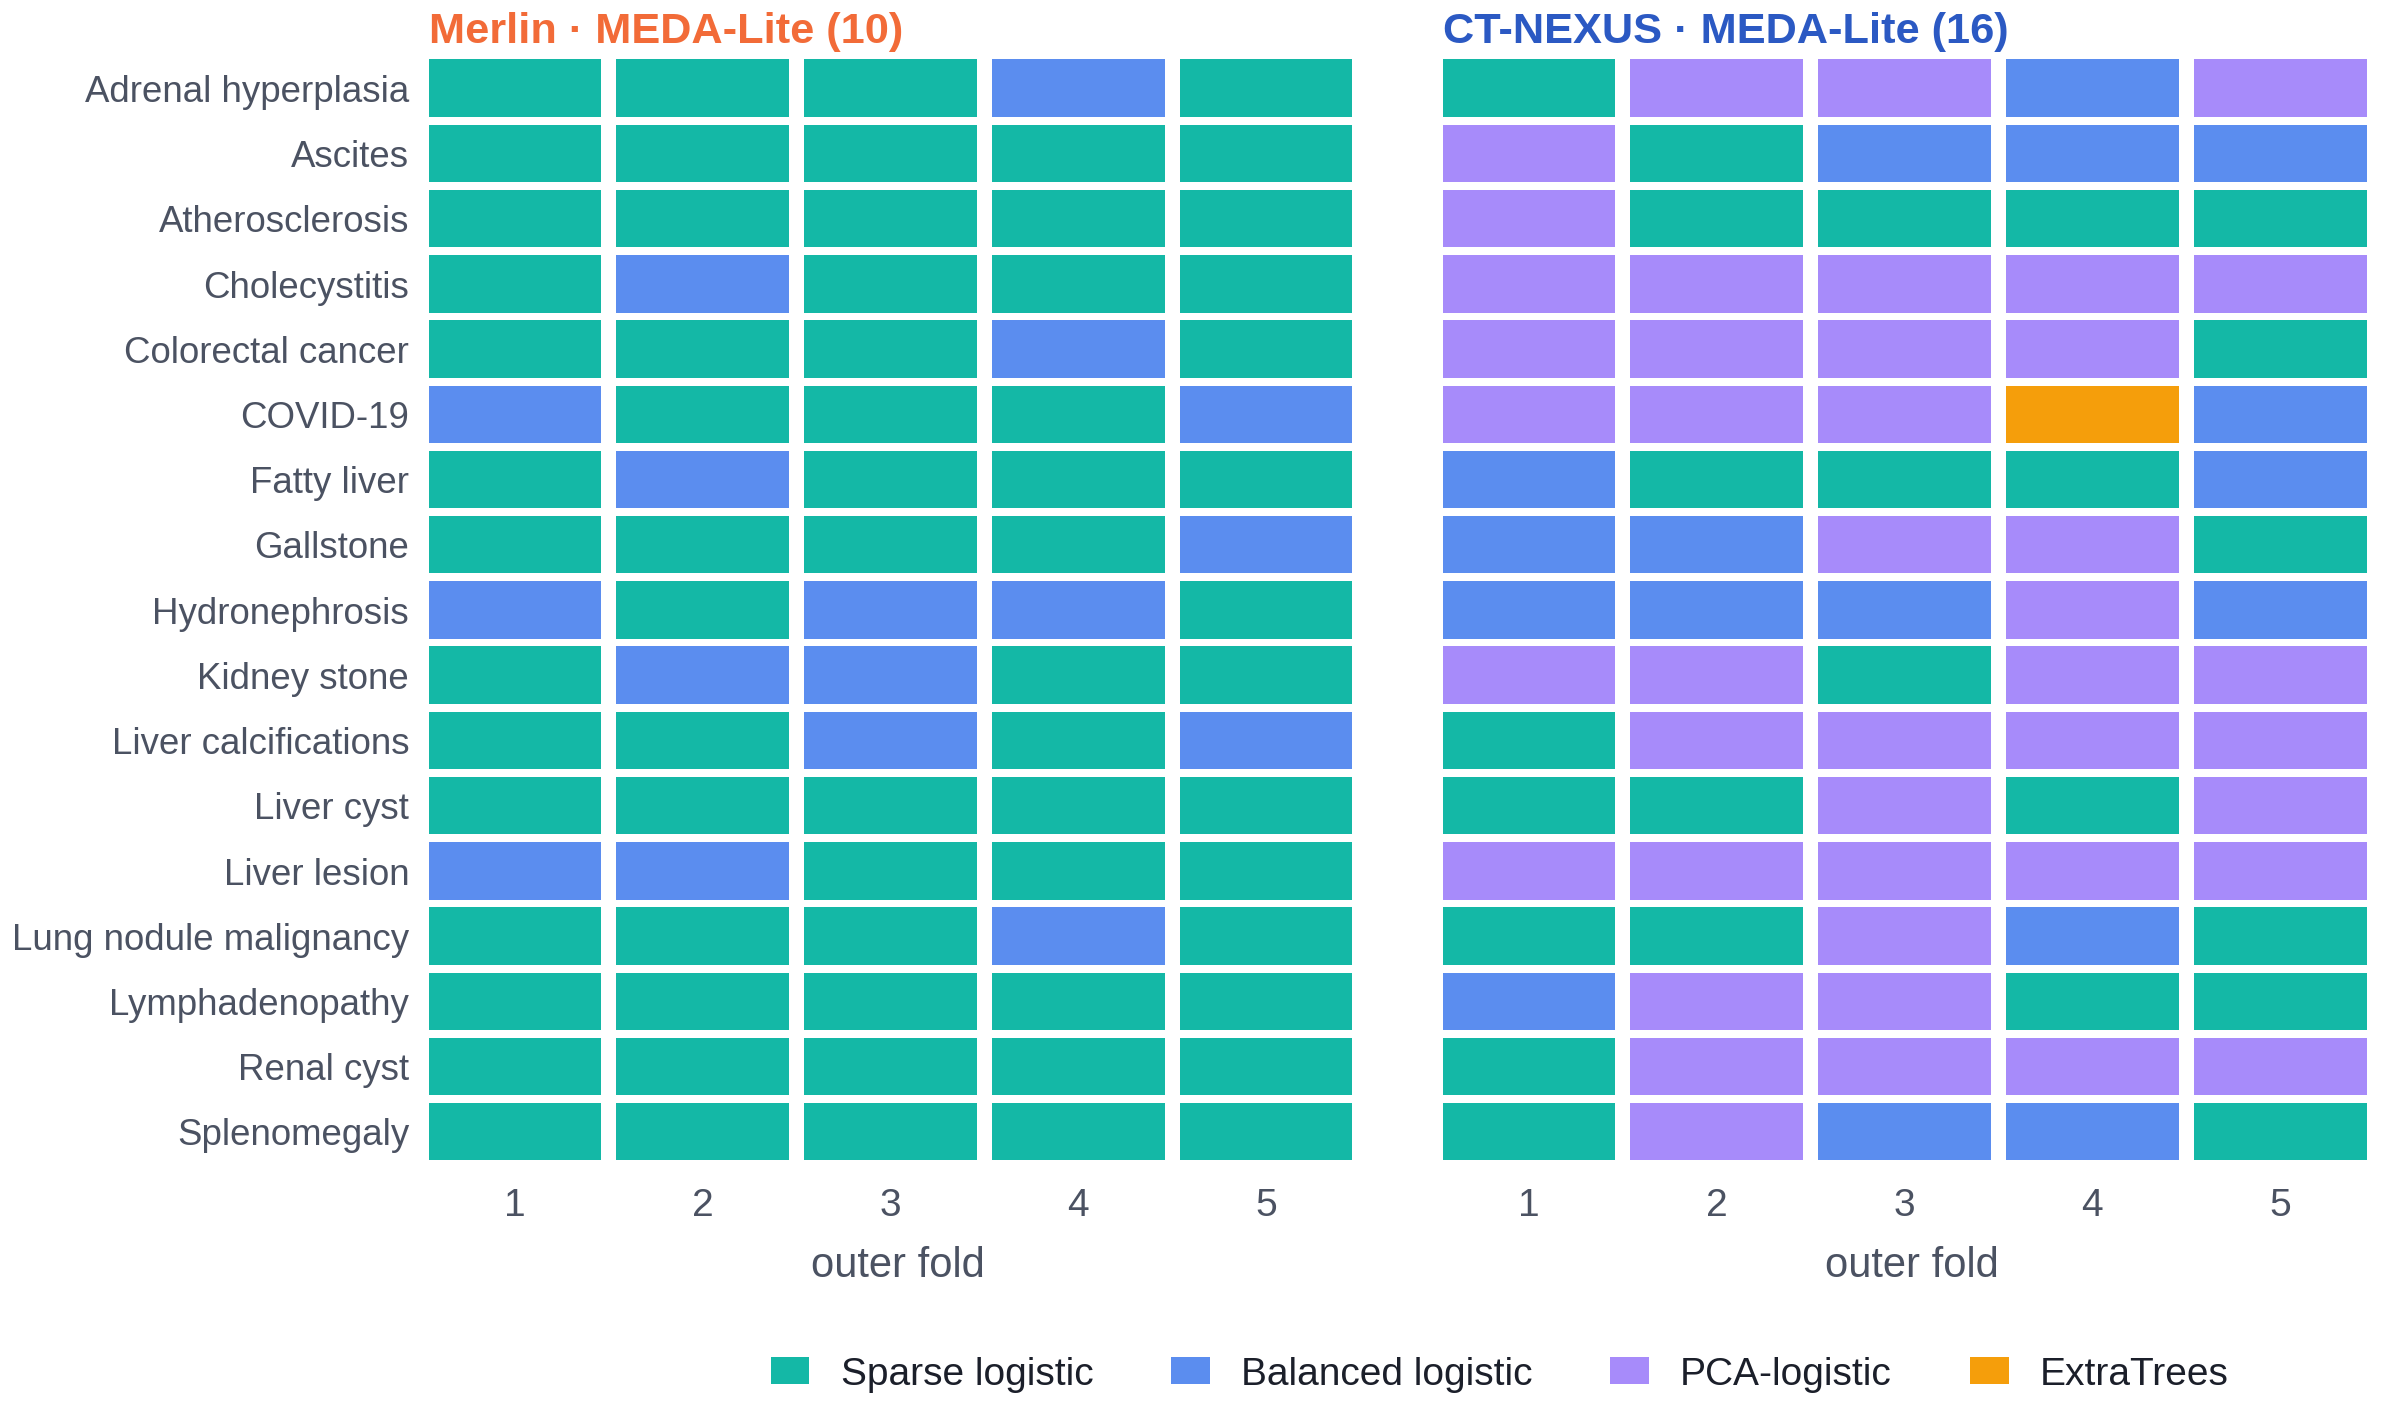 Merlin · MEDA-Lite (10)
CT-NEXUS · MEDA-Lite (16)
Adrenal hyperplasia
Ascites
Atherosclerosis
Cholecystitis
Colorectal cancer
COVID-19
Fatty liver
Gallstone
Hydronephrosis
Kidney stone
Liver calcifications
Liver cyst
Liver lesion
Lung nodule malignancy
Lymphadenopathy
Renal cyst
Splenomegaly
1 2 3 4 5
1 2 3 4 5
outer fold
outer fold
Sparse logistic
Balanced logistic
PCA-logistic
ExtraTrees